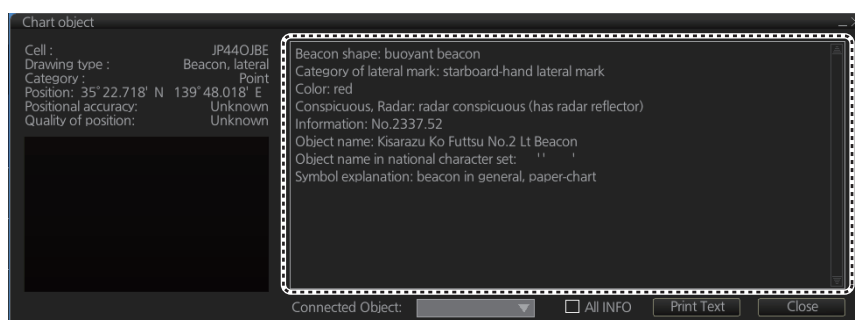 Chart object
Cell : JP44OJBE
Drawing type : Beacon, lateral
Category : Point
Position: 35°22.718' N 139°48.018' E
Positional accuracy: Unknown
Quality of position: Unknown
Beacon shape: buoyant beacon
Category of lateral mark: starboard-hand lateral mark
Color: red
Conspicuous, Radar: radar conspicuous (has radar reflector)
Information: No.2337.52
Object name: Kisarazu Ko Futtsu No.2 Lt Beacon
Object name in national character set: ' ' '
Symbol explanation: beacon in general, paper-chart
Connected Object:
All INFO
Print Text
Close